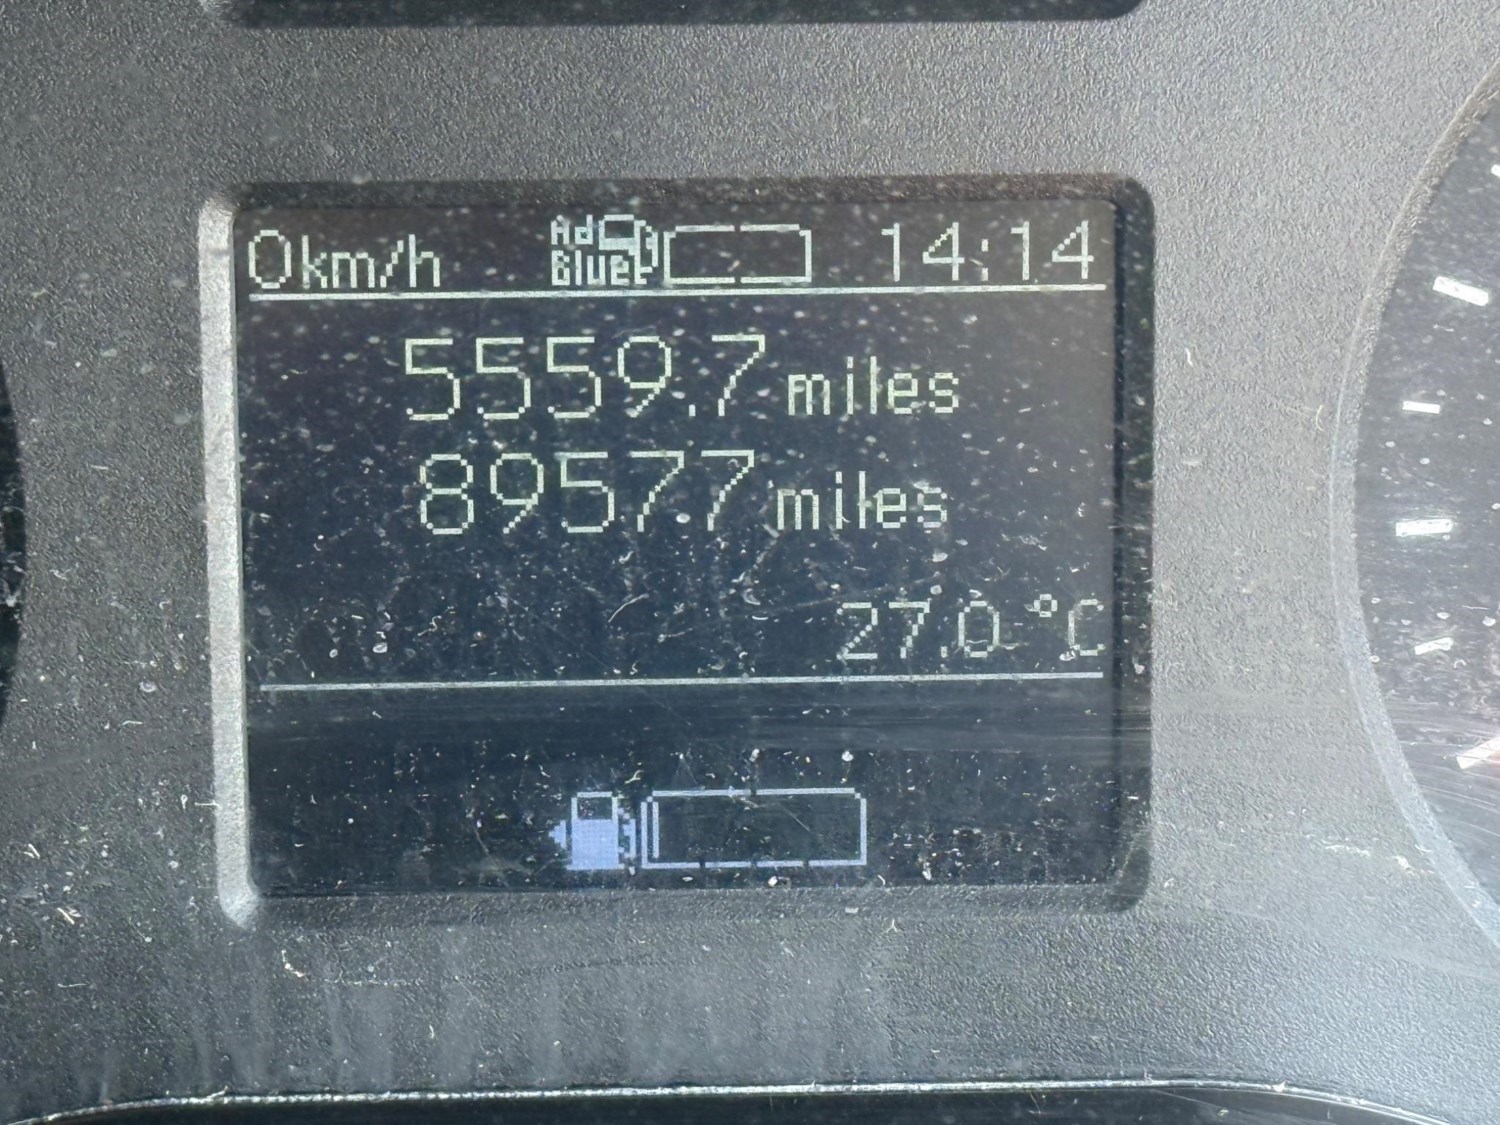 0km/h AdBlue 14:14
5559.7 miles
89577 miles
27.0 °C